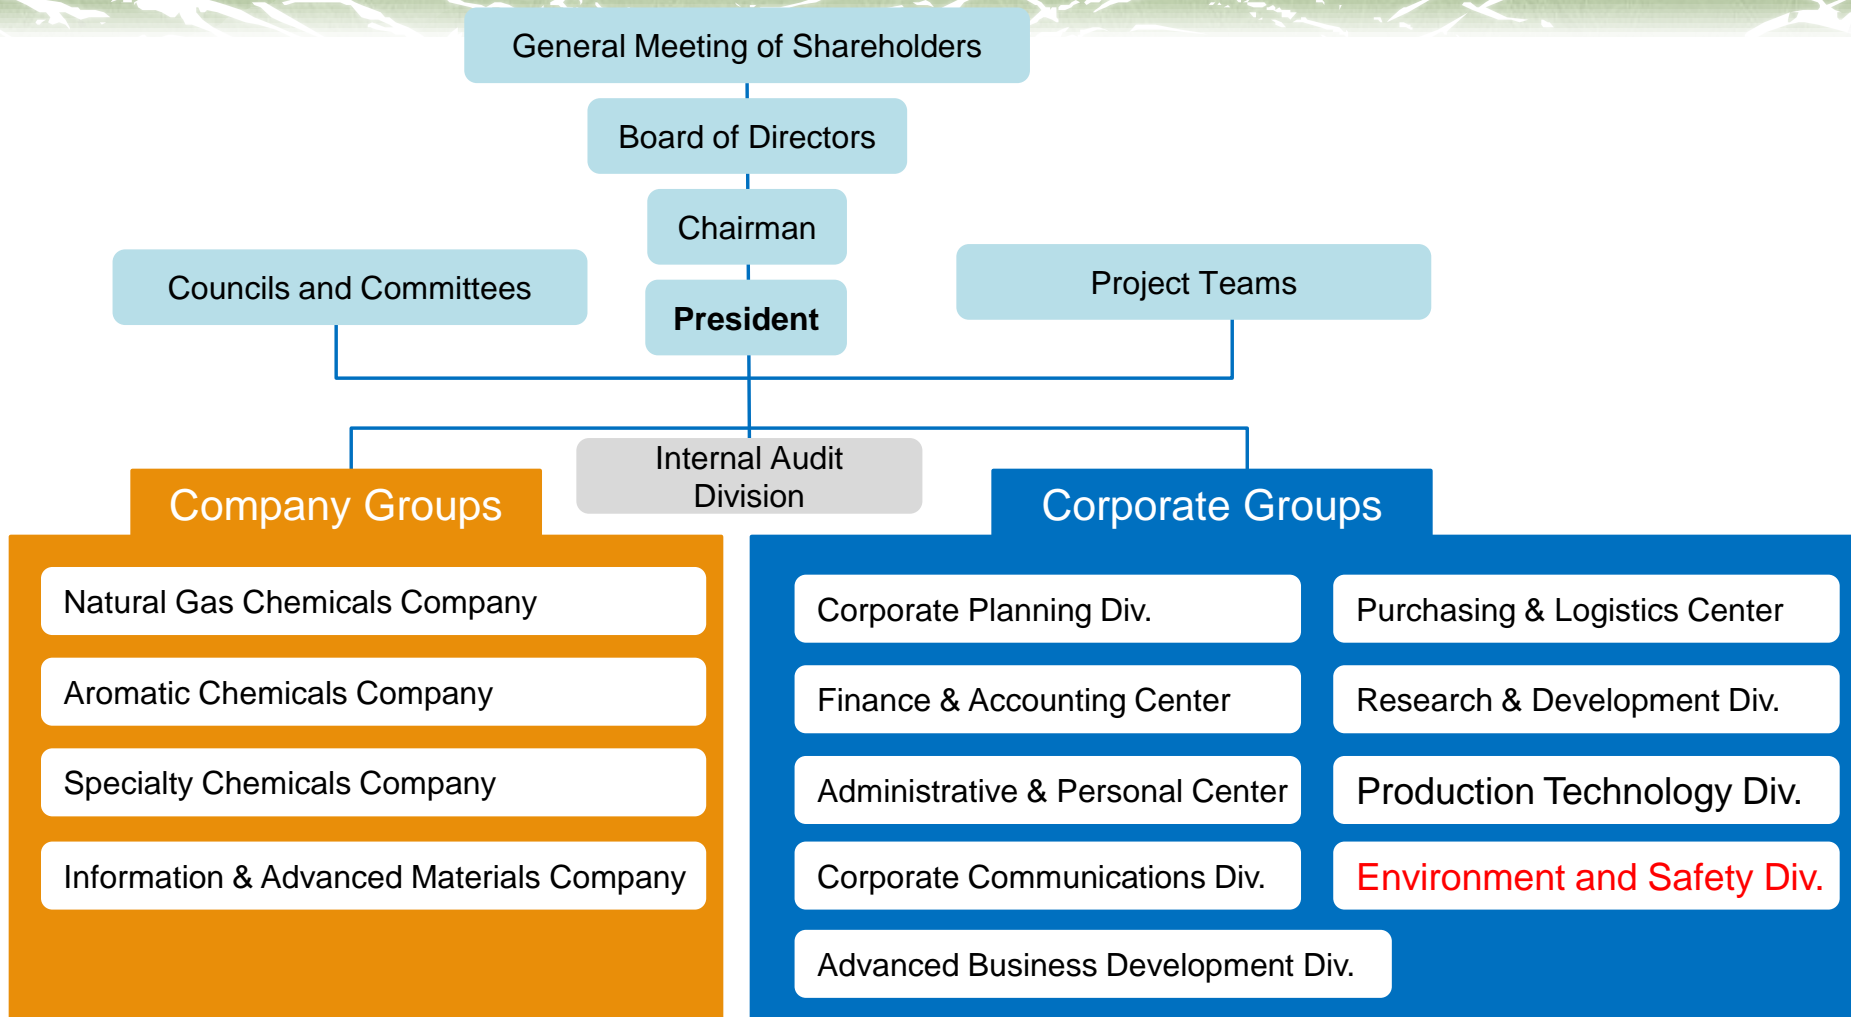 General Meeting of Shareholders
Board of Directors
Chairman
Councils and Committees
President
Project Teams
Internal Audit
Division
Company Groups
Natural Gas Chemicals Company
Aromatic Chemicals Company
Specialty Chemicals Company
Information & Advanced Materials Company
Corporate Groups
Corporate Planning Div.
Finance & Accounting Center
Administrative & Personal Center
Corporate Communications Div.
Advanced Business Development Div.
Purchasing & Logistics Center
Research & Development Div.
Production Technology Div.
Environment and Safety Div.